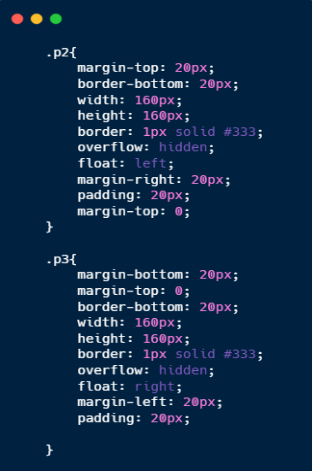 .p2{
margin-top: 20px;
border-bottom: 20px;
width: 160px;
height: 160px;
border: 1px solid #333;
overflow: hidden;
float: left;
margin-right: 20px;
padding: 20px;
margin-top: 0;
}
.p3{
margin-bottom: 20px;
margin-top: 0;
border-bottom: 20px;
width: 160px;
height: 160px;
border: 1px solid #333;
overflow: hidden;
float: right;
margin-left: 20px;
padding: 20px;
}